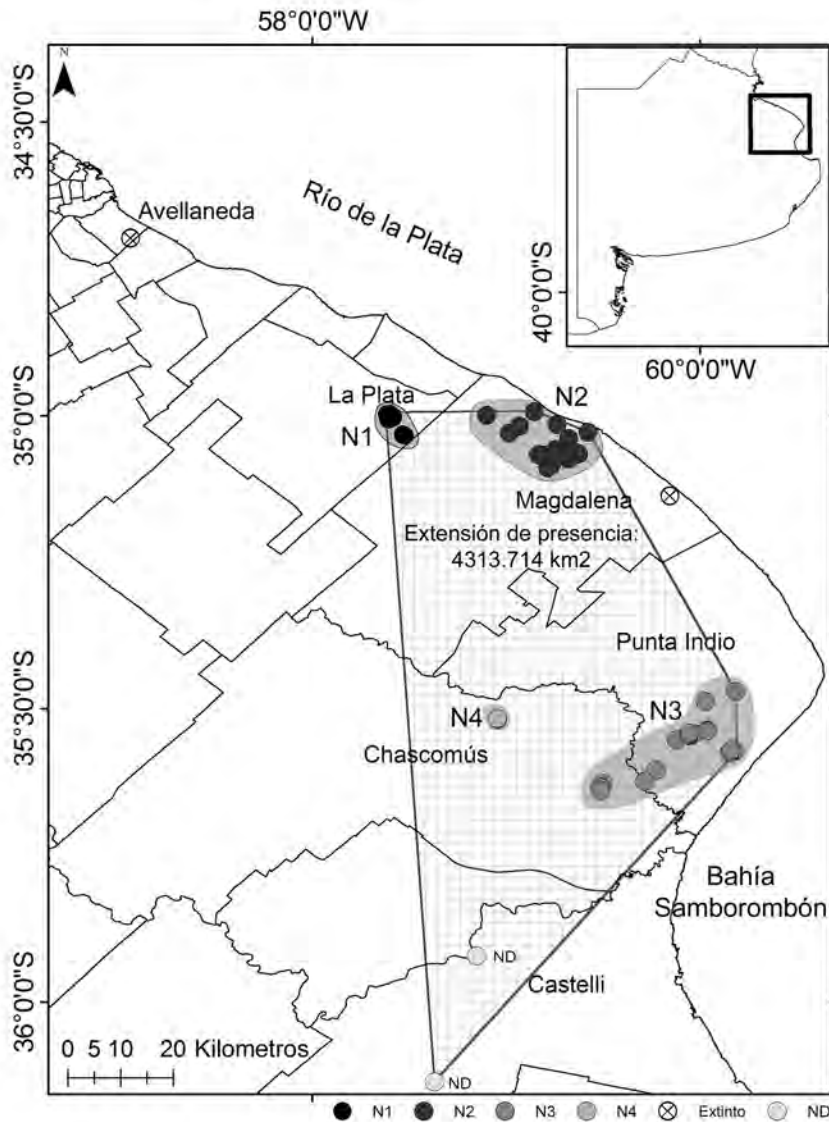 58°0'0"W
N
34°30'0"S
Avellaneda
Río de la Plata
40°0'0"S
60°0'0"W
35°0'0"S
La Plata
N2
N1
Magdalena
Extensión de presencia:
4313.714 km2
Punta Indio
35°30'0"S
N4
N3
Chascomús
Bahía
Samborombón
ND
Castelli
36°0'0"S
0 5 10 20 Kilometros
ND
N1 N2 N3 N4 Extinto ND